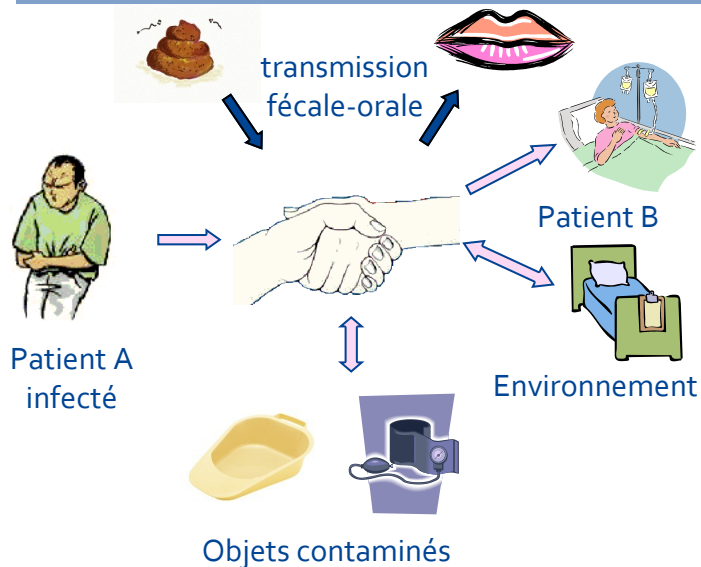 transmission
fécale-orale
Patient B
Patient A
infecté
Environnement
Objets contaminés